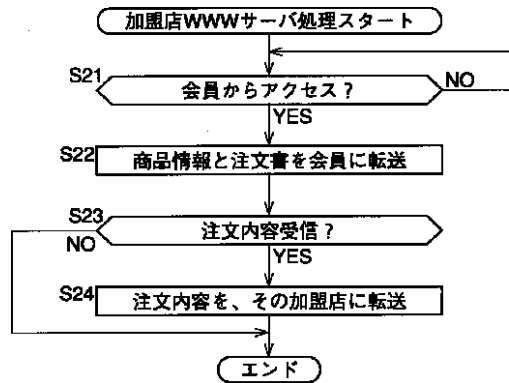 加盟店WWWサーバ処理スタート
S21
会員からアクセス？
NO
YES
S22
商品情報と注文書を会員に転送
S23
注文内容受信？
NO
YES
S24
注文内容を、その加盟店に転送
エンド